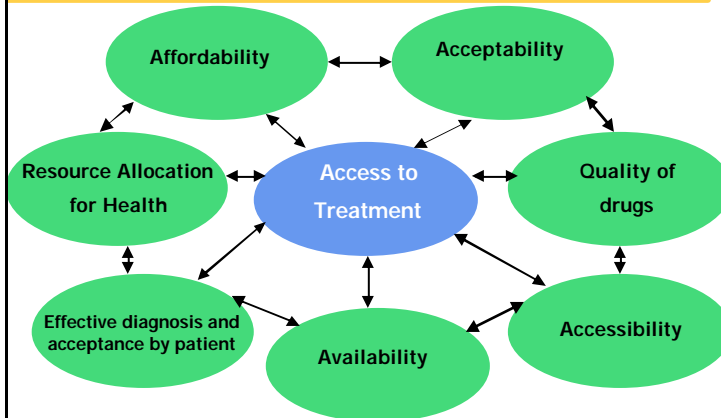 Affordability
Acceptability
Resource Allocation
for Health
Access to
Treatment
Quality of
drugs
Effective diagnosis and
acceptance by patient
Availability
Accessibility